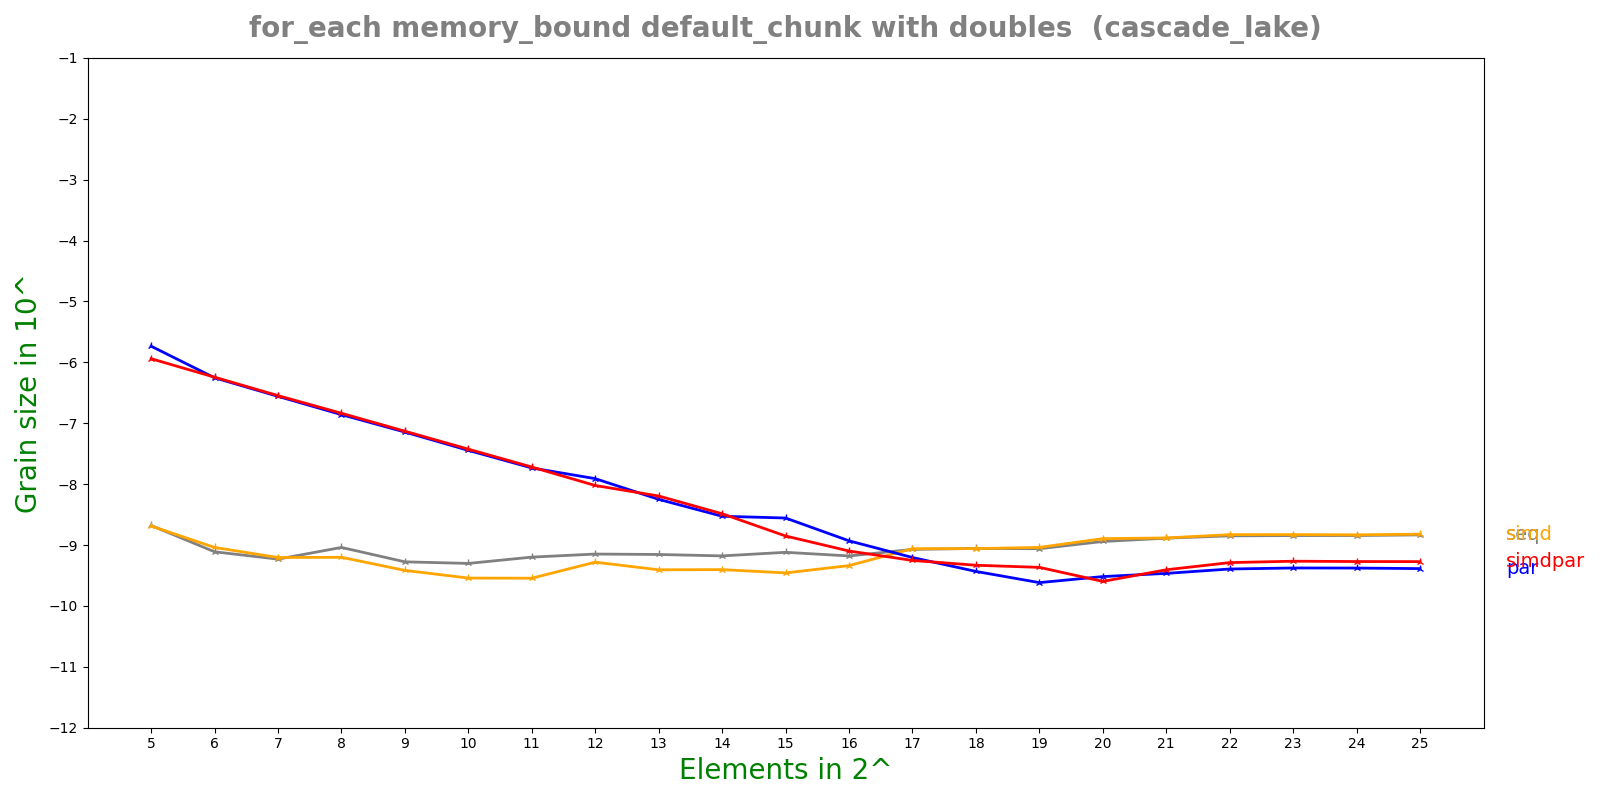 for_each memory_bound default_chunk with doubles  (cascade_lake)
Grain size in 10^
−1
−2
−3
−4
−5
−6
−7
−8
−9
−10
−11
−12
5 6 7 8 9 10 11 12 13 14 15 16 17 18 19 20 21 22 23 24 25
Elements in 2^
seq
simd
simdpar
par